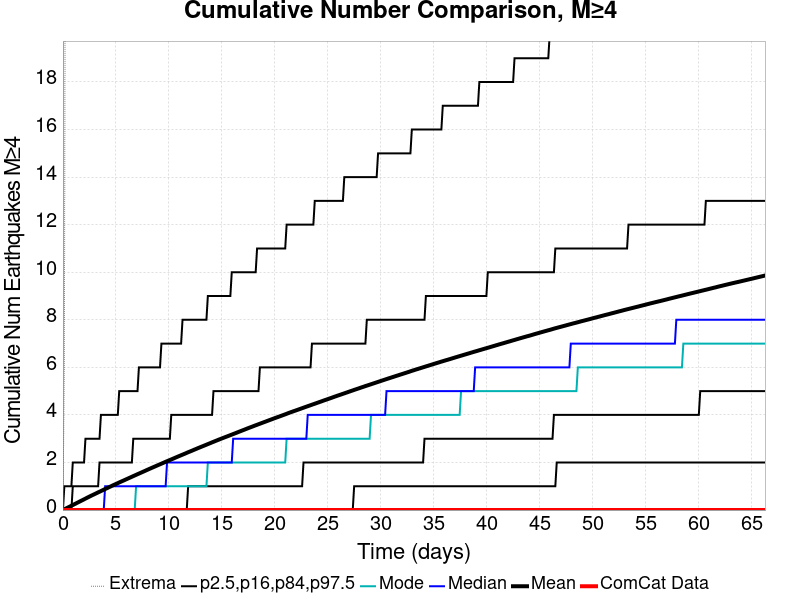 Cumulative Number Comparison, M≥4
Cumulative Num Earthquakes M≥4
18
16
14
12
10
8
6
4
2
0
0 5 10 15 20 25 30 35 40 45 50 55 60 65
Time (days)
Extrema p2.5,p16,p84,p97.5 Mode Median Mean ComCat Data